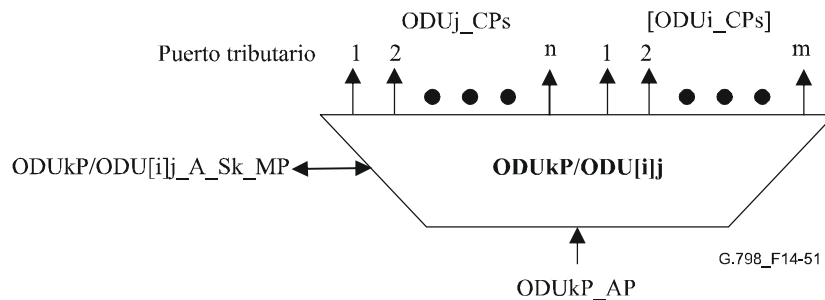 ODUj_CPs [ODUi_CPs]
Puerto tributario 1 2 n 1 2 m
ODUkP/ODU[i]j_A_Sk_MP ODUkP/ODU[i]j
G.798_F14-51
ODUkP_AP